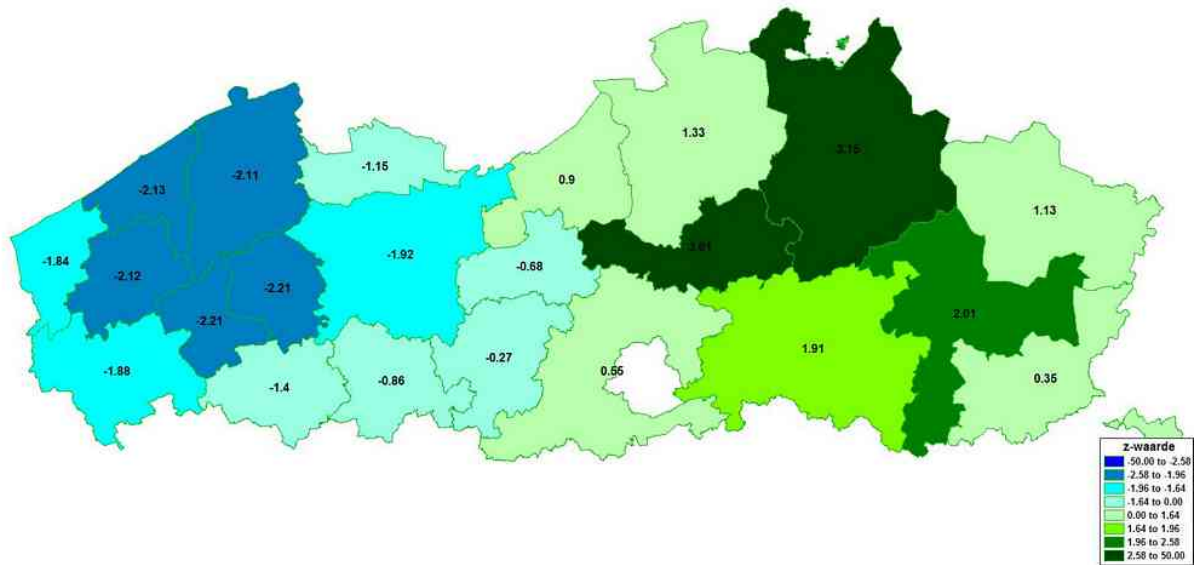 1.33
3.15
-1.15
-2.11
0.9
-2.13
1.13
-1.84
-2.12
-1.92
-0.68
-2.21
2.01
-2.21
1.91
-1.88
-0.27
0.55
0.35
-1.4
-0.86
z-waarde
-50.00 to -2.58
-2.58 to -1.96
-1.96 to -1.64
-1.64 to 0.00
0.00 to 1.64
1.64 to 1.96
1.96 to 2.58
2.58 to 50.00